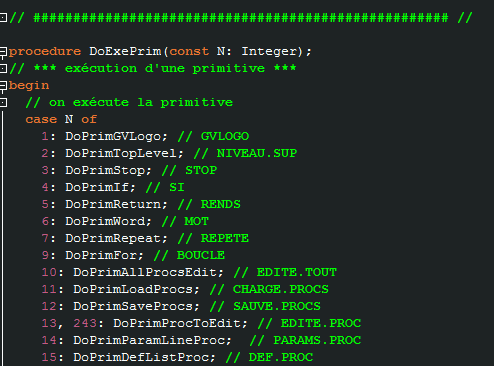 // #################################################### //
procedure DoExePrim(const N: Integer);
// *** exécution d'une primitive ***
begin
// on exécute la primitive
case N of
1: DoPrimGVLogo; // GVLOGO
2: DoPrimTopLevel; // NIVEAU.SUP
3: DoPrimStop; // STOP
4: DoPrimIf; // SI
5: DoPrimReturn; // RENDS
6: DoPrimWord; // MOT
7: DoPrimRepeat; // REPETE
9: DoPrimFor; // BOUCLE
10: DoPrimAllProcsEdit; // EDITE.TOUT
11: DoPrimLoadProcs; // CHARGE.PROCS
12: DoPrimSaveProcs; // SAUVE.PROCS
13, 243: DoPrimProcToEdit; // EDITE.PROC
14: DoPrimParamLineProc;  // PARAMS.PROC
15: DoPrimDefListProc; // DEF.PROC